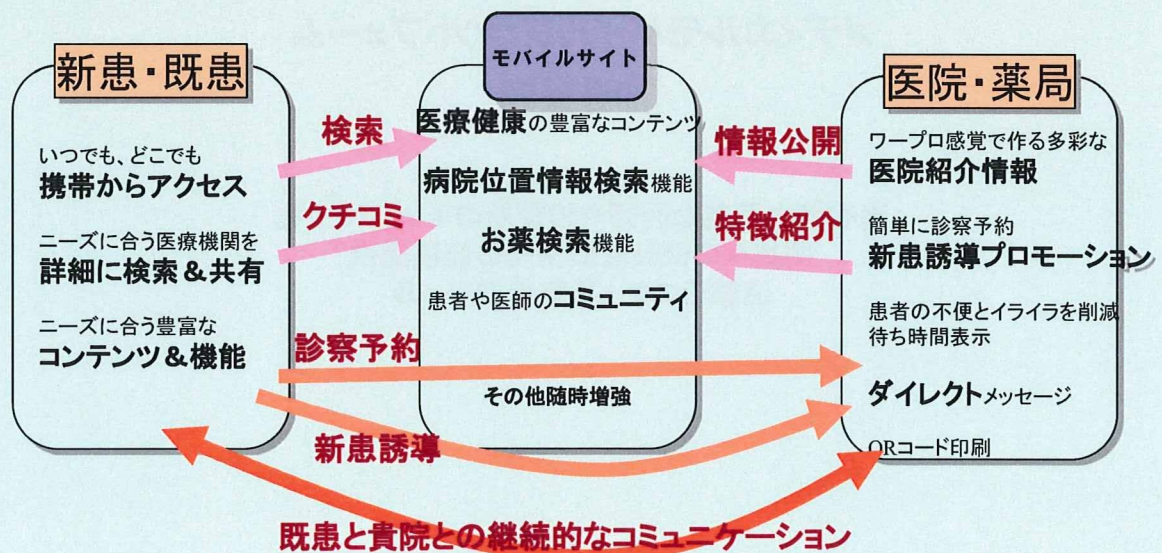 新患・既患
いつでも、どこでも
携帯からアクセス
ニーズに合う医療機関を
詳細に検索&共有
ニーズに合う豊富な
コンテンツ&機能
検索
クチコミ
診察予約
新患誘導
モバイルサイト
医療健康の豊富なコンテンツ
病院位置情報検索機能
お薬検索機能
患者や医師のコミュニティ
その他随時増強
情報公開
特徴紹介
医院・薬局
ワープロ感覚で作る多彩な
医院紹介情報
簡単に診察予約
新患誘導プロモーション
患者の不便とイライラを削減
待ち時間表示
ダイレクトメッセージ
QRコード印刷
既患と貴院との継続的なコミュニケーション